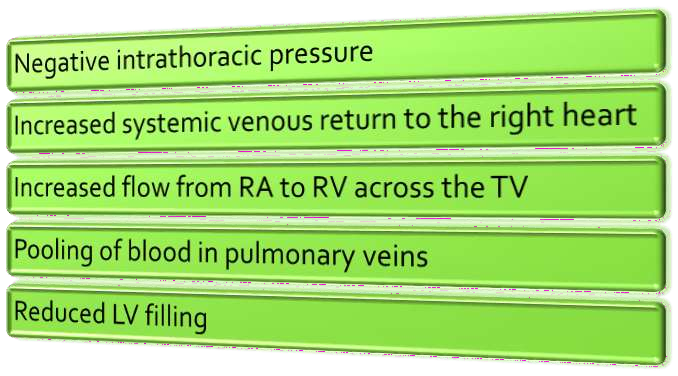 Negative intrathoracic pressure
Increased systemic venous return to the right heart
Increased flow from RA to RV across the TV
Pooling of blood in pulmonary veins
Reduced LV filling